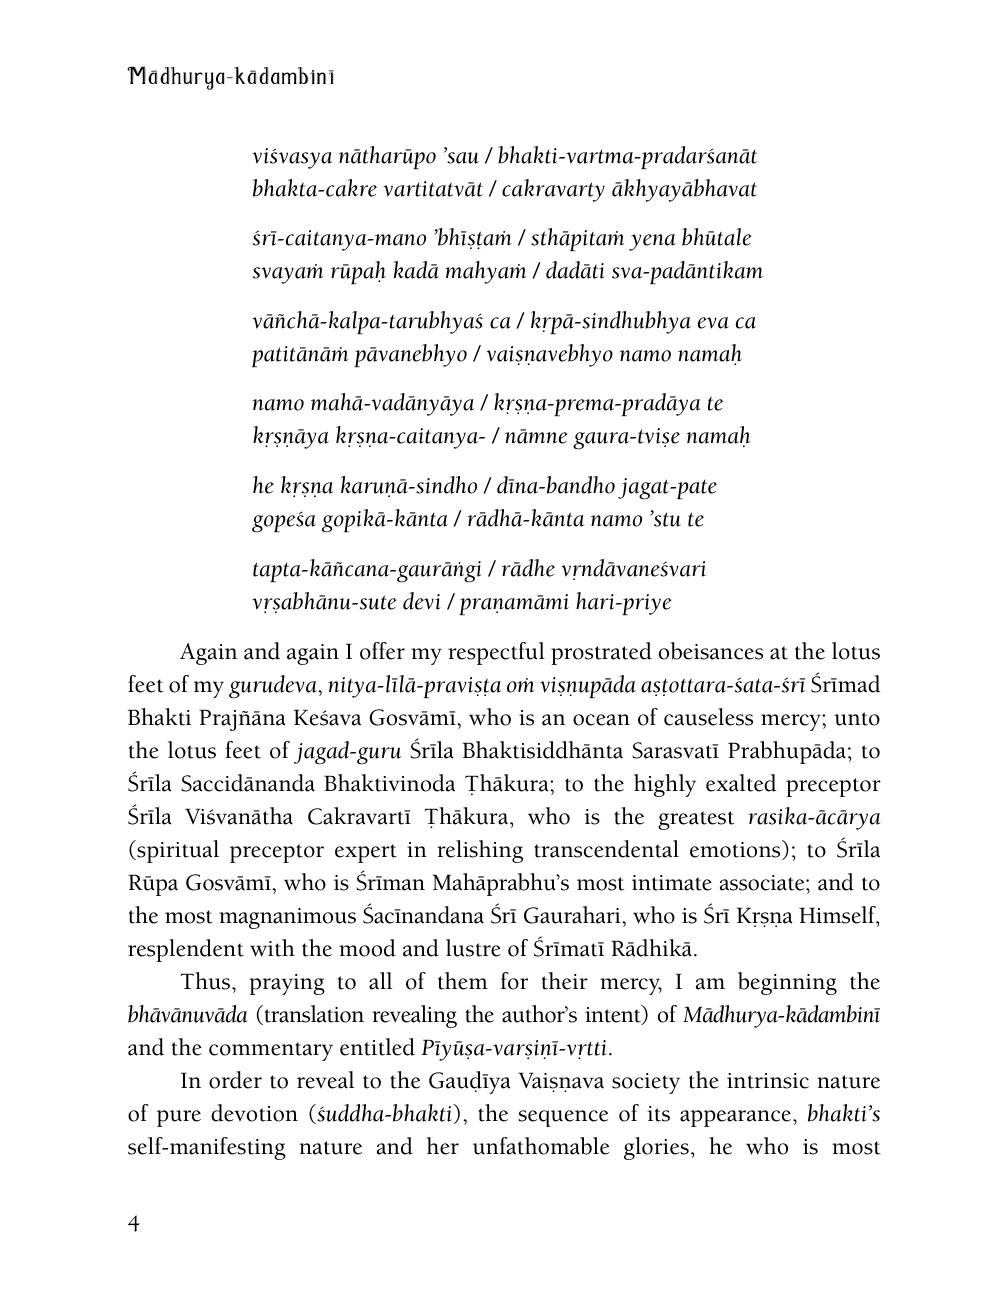 Mādhurya-kādambinī
viśvasya nātharūpo ’sau / bhakti-vartma-pradarśanāt
bhakta-cakre vartitatvāt / cakravarty ākhyayābhavat
śrī-caitanya-mano ’bhīṣṭaṁ / sthāpitaṁ yena bhūtale
svayaṁ rūpaḥ kadā mahyaṁ / dadāti sva-padāntikam
vāñchā-kalpa-tarubhyaś ca / kṛpā-sindhubhya eva ca
patitānāṁ pāvanebhyo / vaiṣṇavebhyo namo namaḥ
namo mahā-vadānyāya / kṛṣṇa-prema-pradāya te
kṛṣṇāya kṛṣṇa-caitanya- / nāmne gaura-tviṣe namaḥ
he kṛṣṇa karuṇā-sindho / dīna-bandho jagat-pate
gopeśa gopikā-kānta / rādhā-kānta namo ’stu te
tapta-kāñcana-gaurāṅgi / rādhe vṛndāvaneśvari
vṛṣabhānu-sute devi / praṇamāmi hari-priye
Again and again I offer my respectful prostrated obeisances at the lotus
feet of my gurudeva, nitya-līlā-praviṣṭa oṁ viṣṇupāda aṣṭottara-śata-śrī Śrīmad
Bhakti Prajñāna Keśava Gosvāmī, who is an ocean of causeless mercy; unto
the lotus feet of jagad-guru Śrīla Bhaktisiddhānta Sarasvatī Prabhupāda; to
Śrīla Saccidānanda Bhaktivinoda Ṭhākura; to the highly exalted preceptor
Śrīla Viśvanātha Cakravartī Ṭhākura, who is the greatest rasika-ācārya
(spiritual preceptor expert in relishing transcendental emotions); to Śrīla
Rūpa Gosvāmī, who is Śrīman Mahāprabhu’s most intimate associate; and to
the most magnanimous Śacīnandana Śrī Gaurahari, who is Śrī Kṛṣṇa Himself,
resplendent with the mood and lustre of Śrīmatī Rādhikā.
Thus, praying to all of them for their mercy, I am beginning the
bhāvānuvāda (translation revealing the author’s intent) of Mādhurya-kādambinī
and the commentary entitled Pīyūṣa-varṣiṇī-vṛtti.
In order to reveal to the Gauḍīya Vaiṣṇava society the intrinsic nature
of pure devotion (śuddha-bhakti), the sequence of its appearance, bhakti’s
self-manifesting nature and her unfathomable glories, he who is most
4